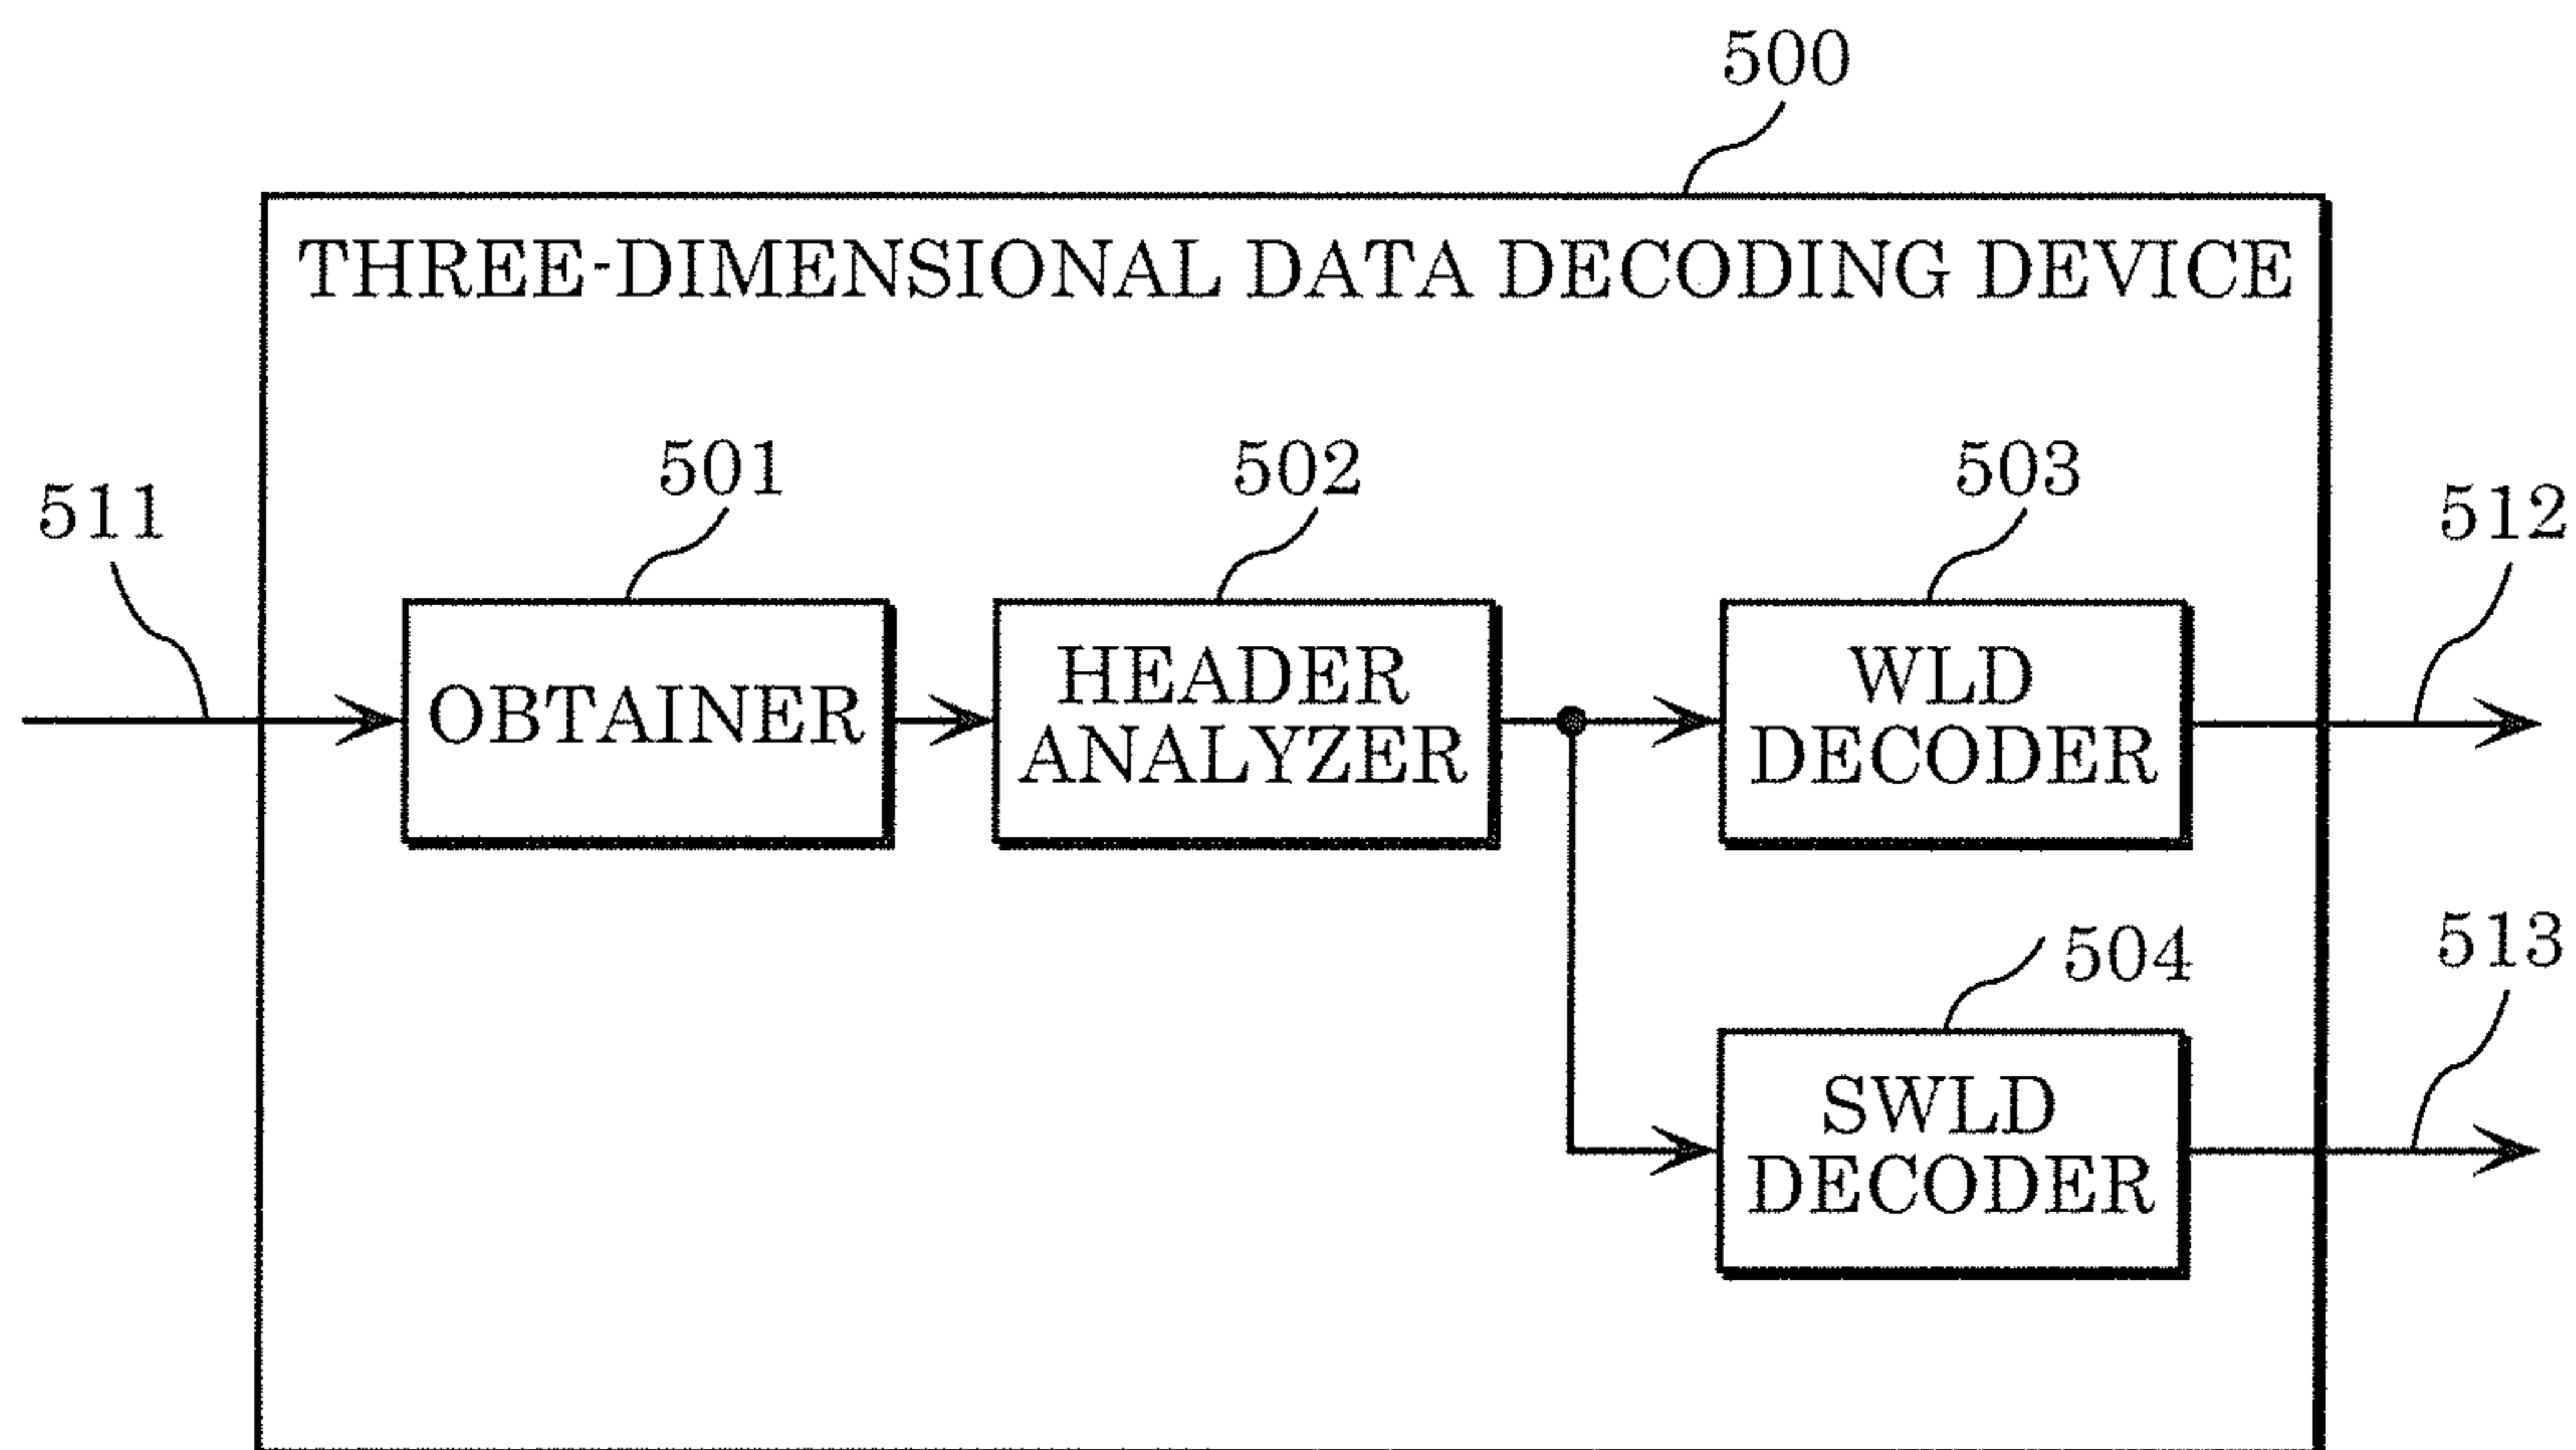 500
THREE-DIMENSIONAL DATA DECODING DEVICE
501
502
503
511
512
OBTAINER
HEADER
ANALYZER
WLD
DECODER
504
513
SWLD
DECODER